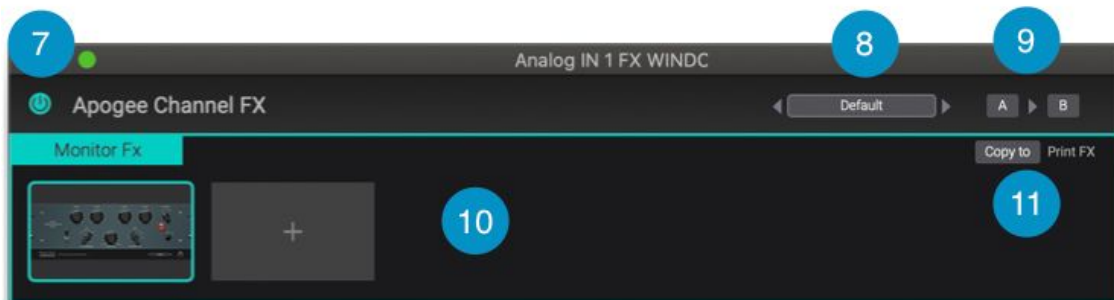 7
8
9
Analog IN 1 FX WINDC
Apogee Channel FX
Default
A
B
Monitor Fx
Copy to
Print FX
10
11
+